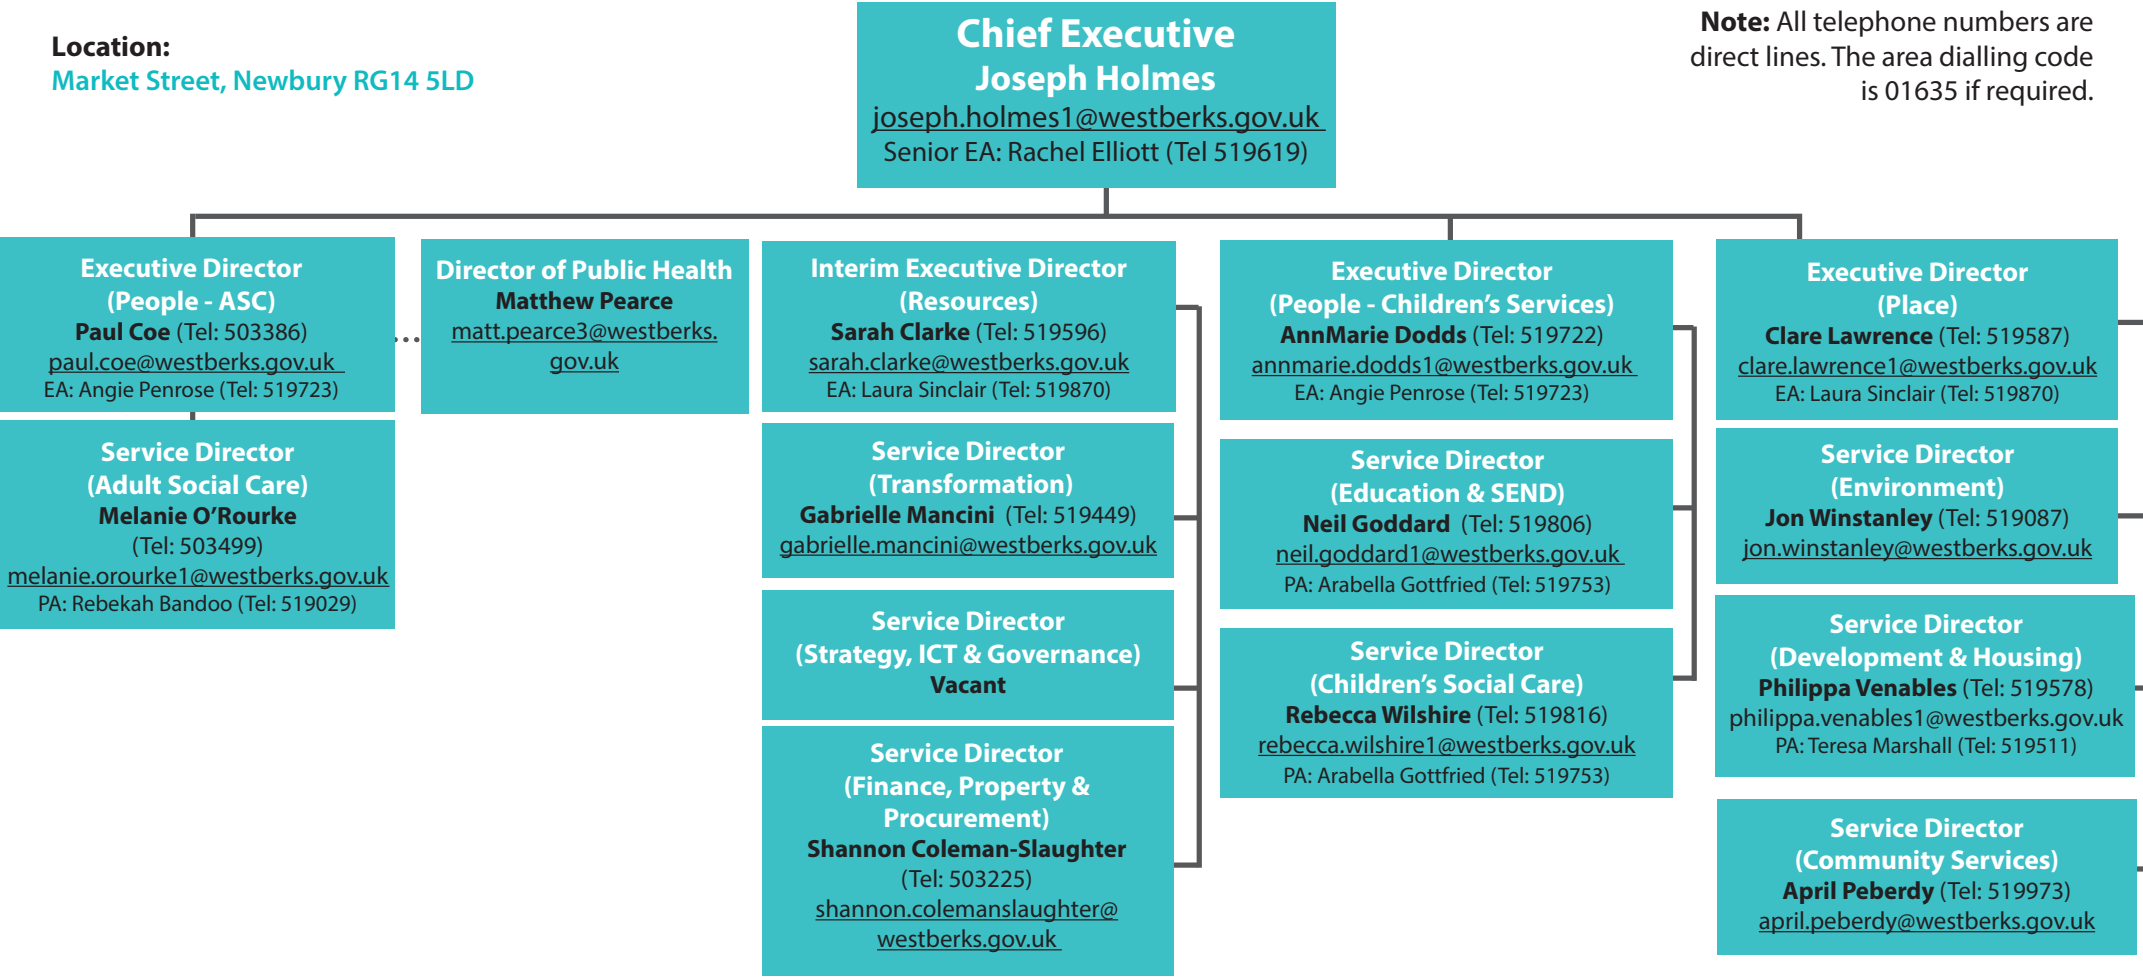 Location:
Market Street, Newbury RG14 5LD
Chief Executive
Joseph Holmes
joseph.holmes1@westberks.gov.uk
Senior EA: Rachel Elliott (Tel 519619)
Note: All telephone numbers are
direct lines. The area dialling code
is 01635 if required.
Executive Director
(People - ASC)
Paul Coe (Tel: 503386)
paul.coe@westberks.gov.uk
EA: Angie Penrose (Tel: 519723)
Service Director
(Adult Social Care)
Melanie O’Rourke
(Tel: 503499)
melanie.orourke1@westberks.gov.uk
PA: Rebekah Bandoo (Tel: 519029)
Director of Public Health
Matthew Pearce
matt.pearce3@westberks.
gov.uk
Interim Executive Director
(Resources)
Sarah Clarke (Tel: 519596)
sarah.clarke@westberks.gov.uk
EA: Laura Sinclair (Tel: 519870)
Service Director
(Transformation)
Gabrielle Mancini (Tel: 519449)
gabrielle.mancini@westberks.gov.uk
Service Director
(Strategy, ICT & Governance)
Vacant
Service Director
(Finance, Property &
Procurement)
Shannon Coleman-Slaughter
(Tel: 503225)
shannon.colemanslaughter@
westberks.gov.uk
Executive Director
(People - Children’s Services)
AnnMarie Dodds (Tel: 519722)
annmarie.dodds1@westberks.gov.uk
EA: Angie Penrose (Tel: 519723)
Service Director
(Education & SEND)
Neil Goddard (Tel: 519806)
neil.goddard1@westberks.gov.uk
PA: Arabella Gottfried (Tel: 519753)
Service Director
(Children’s Social Care)
Rebecca Wilshire (Tel: 519816)
rebecca.wilshire1@westberks.gov.uk
PA: Arabella Gottfried (Tel: 519753)
Executive Director
(Place)
Clare Lawrence (Tel: 519587)
clare.lawrence1@westberks.gov.uk
EA: Laura Sinclair (Tel: 519870)
Service Director
(Environment)
Jon Winstanley (Tel: 519087)
jon.winstanley@westberks.gov.uk
Service Director
(Development & Housing)
Philippa Venables (Tel: 519578)
philippa.venables1@westberks.gov.uk
PA: Teresa Marshall (Tel: 519511)
Service Director
(Community Services)
April Peberdy (Tel: 519973)
april.peberdy@westberks.gov.uk